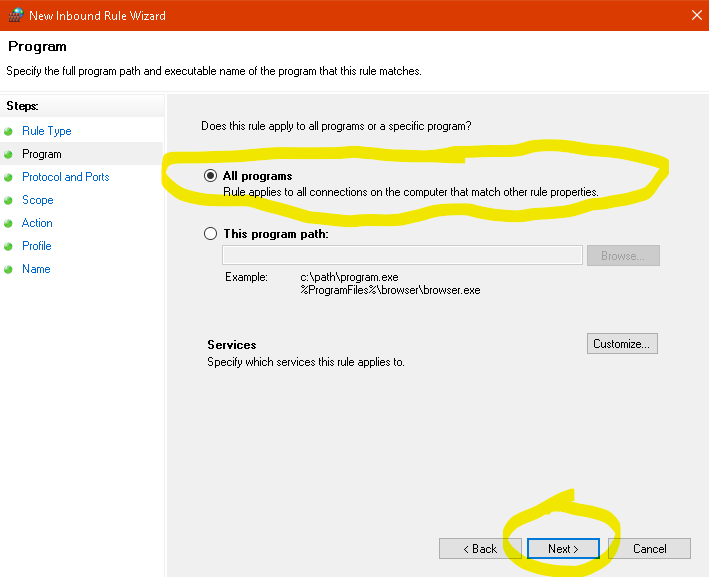 New Inbound Rule Wizard
Program
Specify the full program path and executable name of the program that this rule matches.
Steps:
Rule Type
Program
Protocol and Ports
Scope
Action
Profile
Name
Does this rule apply to all programs or a specific program?
All programs
Rule applies to all connections on the computer that match other rule properties.
This program path:
Browse...
Example: c:\path\program.exe
%ProgramFiles%\browser\browser.exe
Services
Specify which services this rule applies to.
Customize...
< Back Next > Cancel